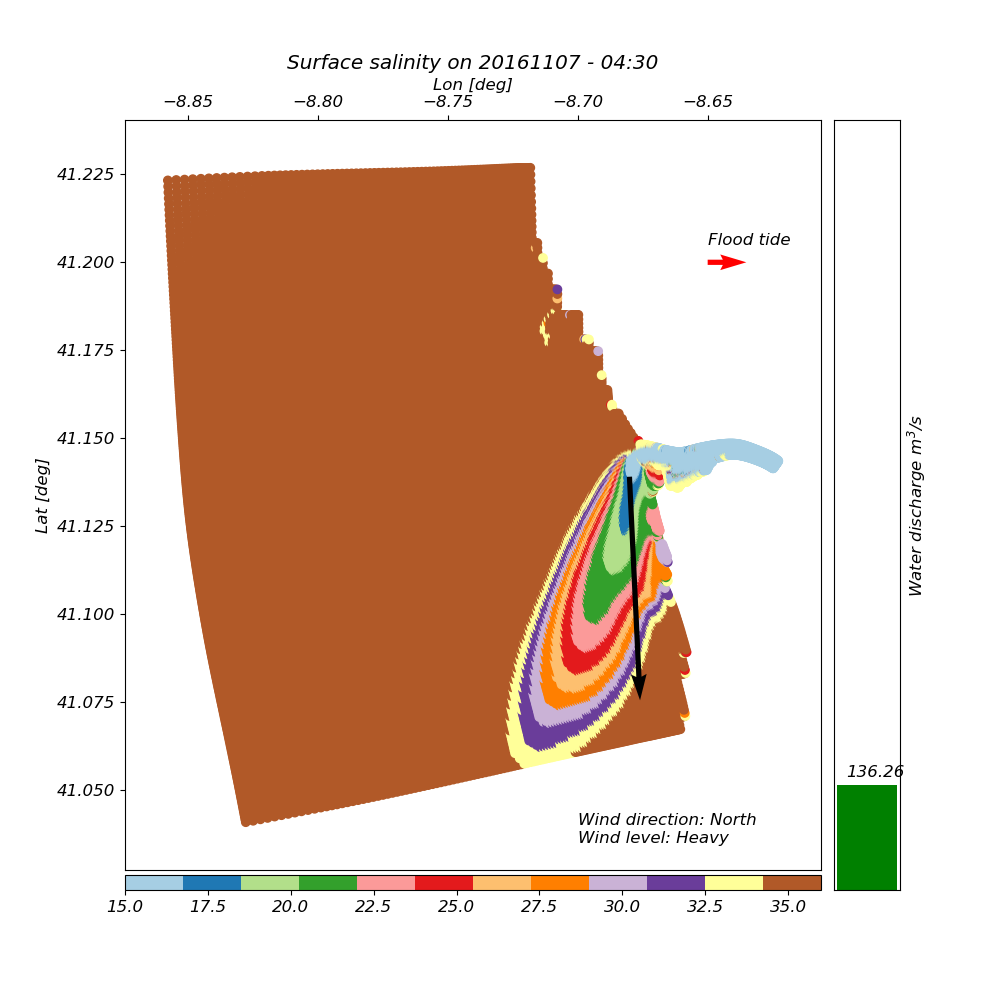 Surface salinity on 20161107 - 04:30
Lon [deg]
−8.85 −8.80 −8.75 −8.70 −8.65
41.225
41.200
41.175
41.150
41.125
41.100
41.075
41.050
Lat [deg]
Flood tide
Wind direction: North
Wind level: Heavy
136.26
Water discharge m³/s
15.0 17.5 20.0 22.5 25.0 27.5 30.0 32.5 35.0